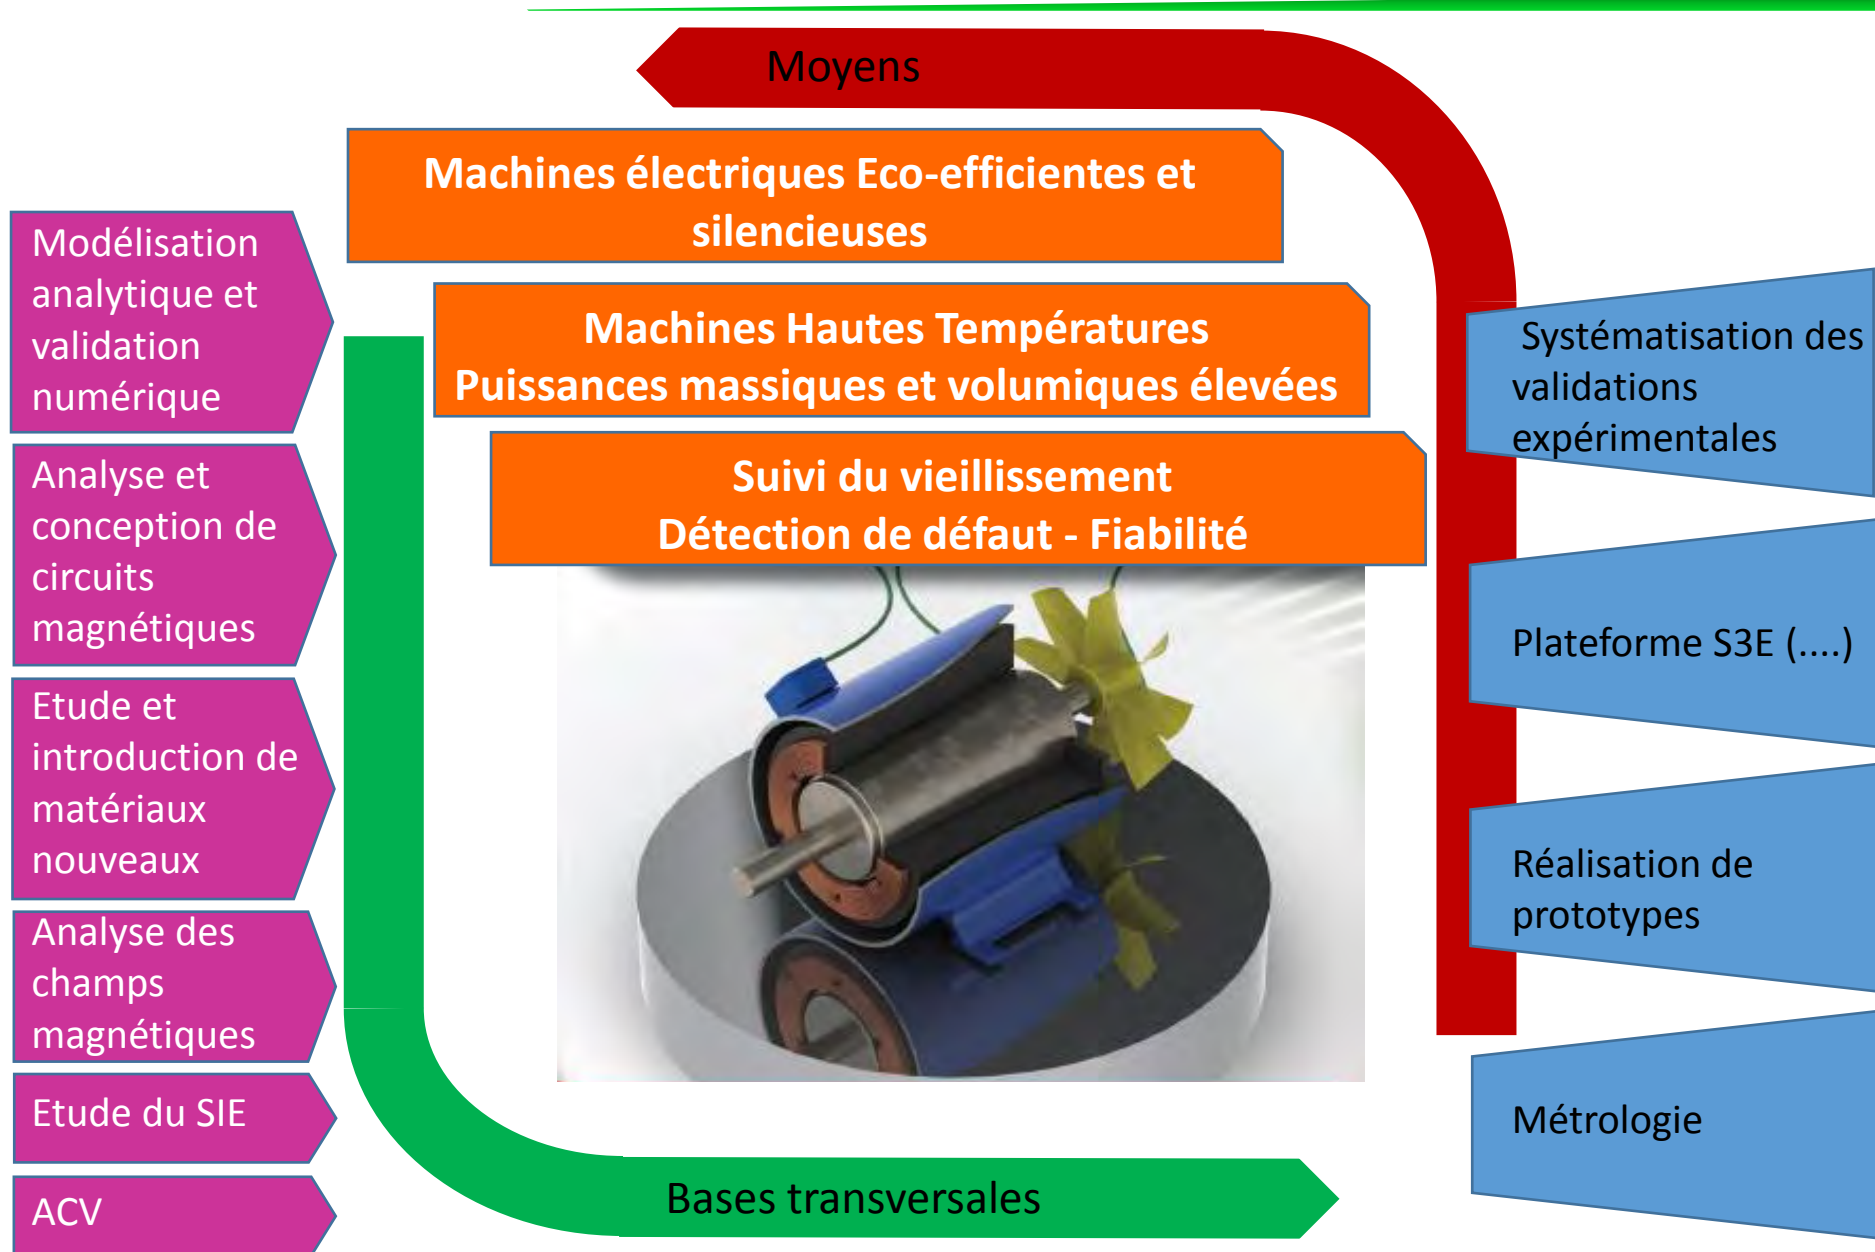 Moyens
Machines électriques Eco-efficientes et
silencieuses
Machines Hautes Températures
Puissances massiques et volumiques élevées
Suivi du vieillissement
Détection de défaut - Fiabilité
Modélisation
analytique et
validation
numérique
Analyse et
conception de
circuits
magnétiques
Etude et
introduction de
matériaux
nouveaux
Analyse des
champs
magnétiques
Etude du SIE
ACV
Systématisation des
validations
expérimentales
Plateforme S3E (....)
Réalisation de
prototypes
Métrologie
Bases transversales